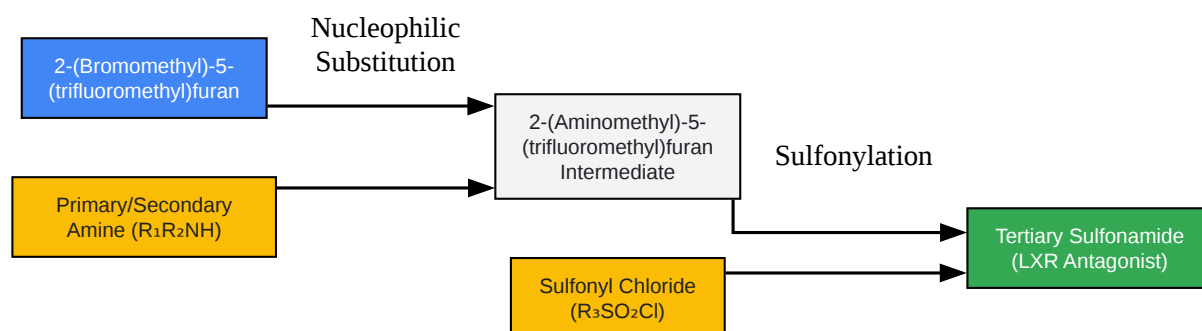 Nucleophilic
Substitution
2-(Bromomethyl)-5-
(trifluoromethyl)furan
2-(Aminomethyl)-5-
(trifluoromethyl)furan
Intermediate
Sulfonylation
Primary/Secondary
Amine (R₁R₂NH)
Tertiary Sulfonamide
(LXR Antagonist)
Sulfonyl Chloride
(R₃SO₂Cl)